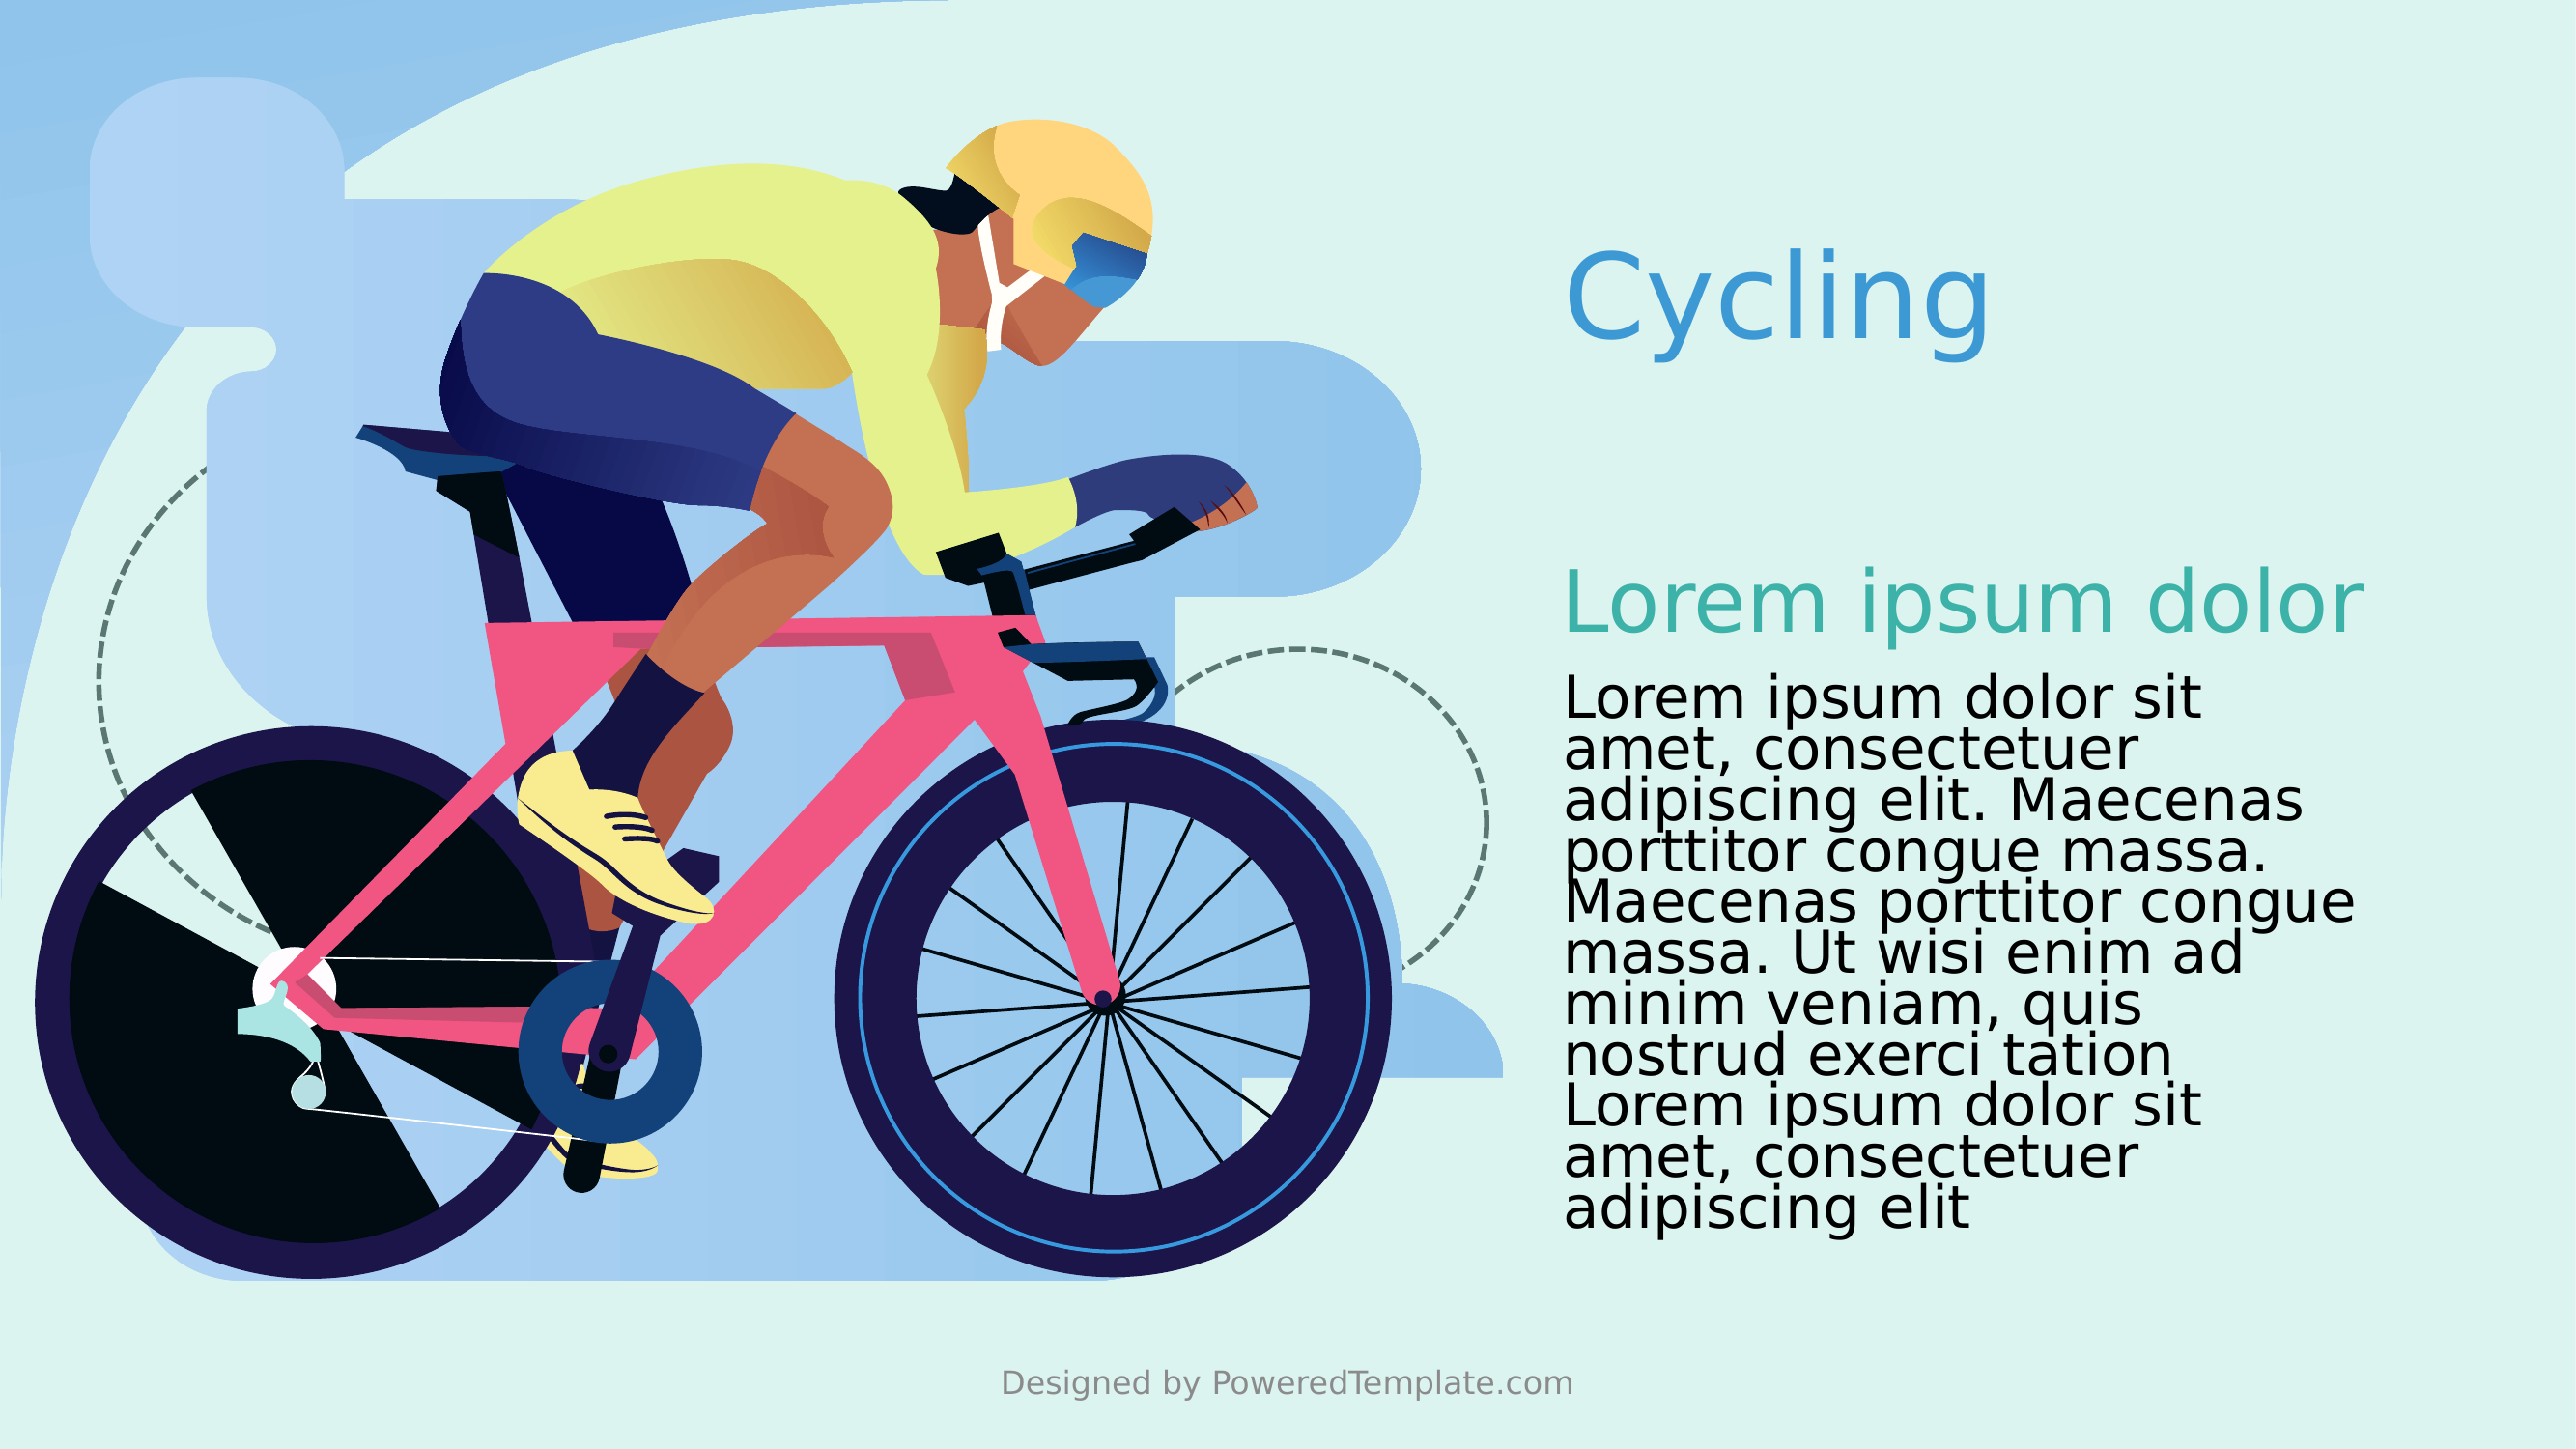 Cycling
Lorem ipsum dolor
Lorem ipsum dolor sit
amet, consectetuer
adipiscing elit. Maecenas
porttitor congue massa.
Maecenas porttitor congue
massa. Ut wisi enim ad
minim veniam, quis
nostrud exerci tation
Lorem ipsum dolor sit
amet, consectetuer
adipiscing elit
Designed by PoweredTemplate.com